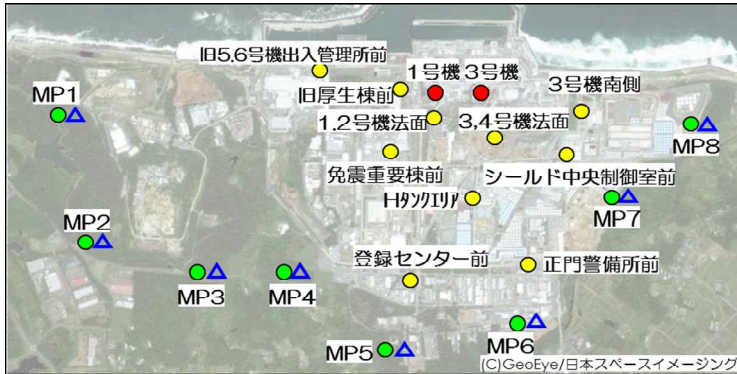 旧5.6号機出入管理所前
1号機
3号機
3号機南側
MP1
旧厚生棟前
1.2号機法面
3,4号機法面
MP8
免震重要棟前
シールド中央制御室前
Hﾀﾝｸｴﾘｱ
MP7
MP2
登録センター前
正門警備所前
MP3
MP4
MP5
MP6
(C)GeoEye/日本スペースイメージング